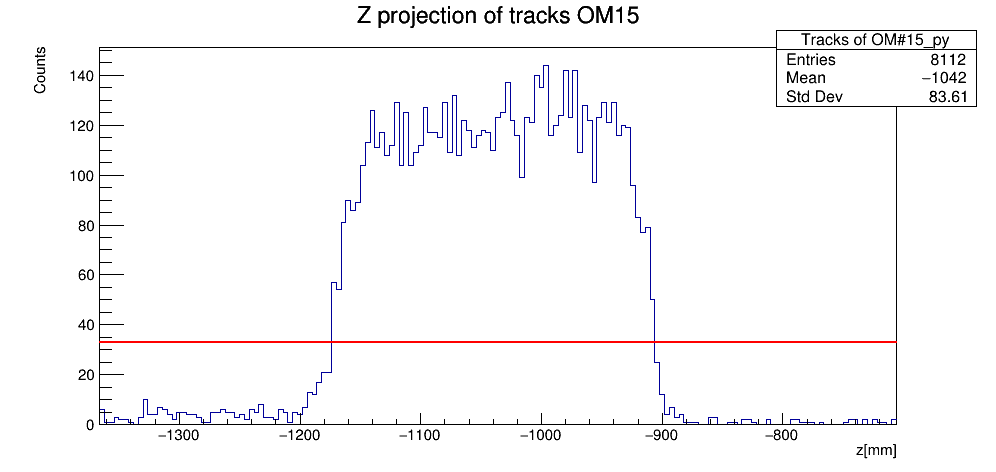 Z projection of tracks OM15
Counts
Tracks of OM#15_py
Entries 8112
Mean −1042
Std Dev 83.61
140
120
100
80
60
40
20
0
−1300 −1200 −1100 −1000 −900 −800
z[mm]